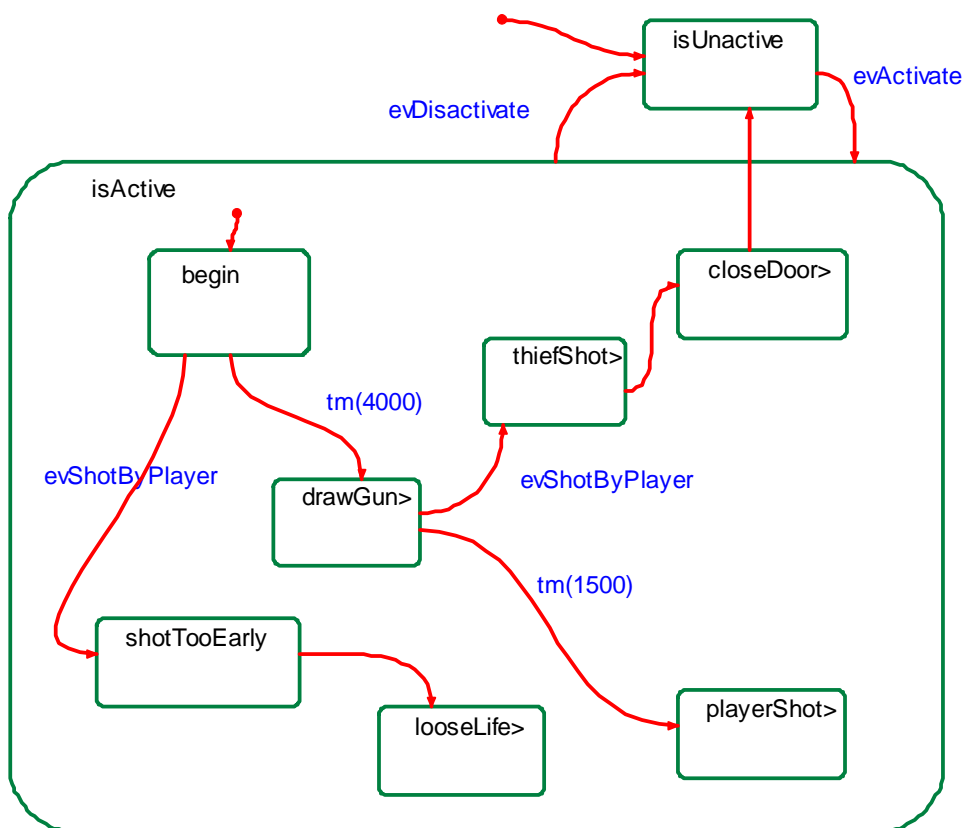 isUnactive
evActivate
evDisactivate
isActive
begin
closeDoor>
thiefShot>
tm(4000)
evShotByPlayer
evShotByPlayer
drawGun>
tm(1500)
shotTooEarly
playerShot>
looseLife>